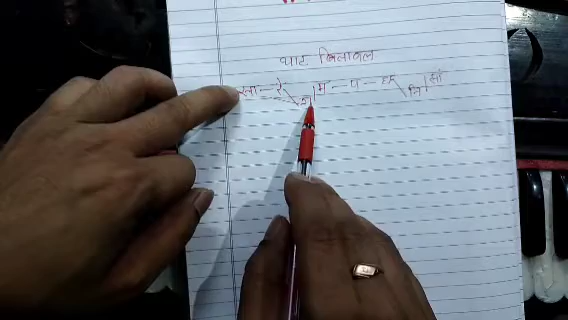 थाट बिलावल
सा - रे ग म - प - ध नि सां